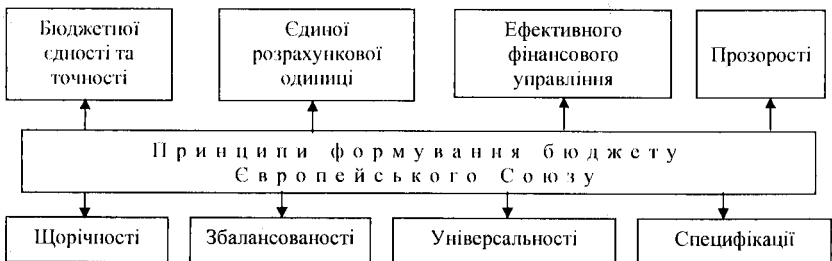 Бюджетної
єдності та
точності
Єдиної
розрахункової
одиниці
Ефективного
фінансового
управління
Прозорості
Принципи формування бюджету
Європейського Союзу
Щорічності
Збалансованості
Універсальності
Специфікації